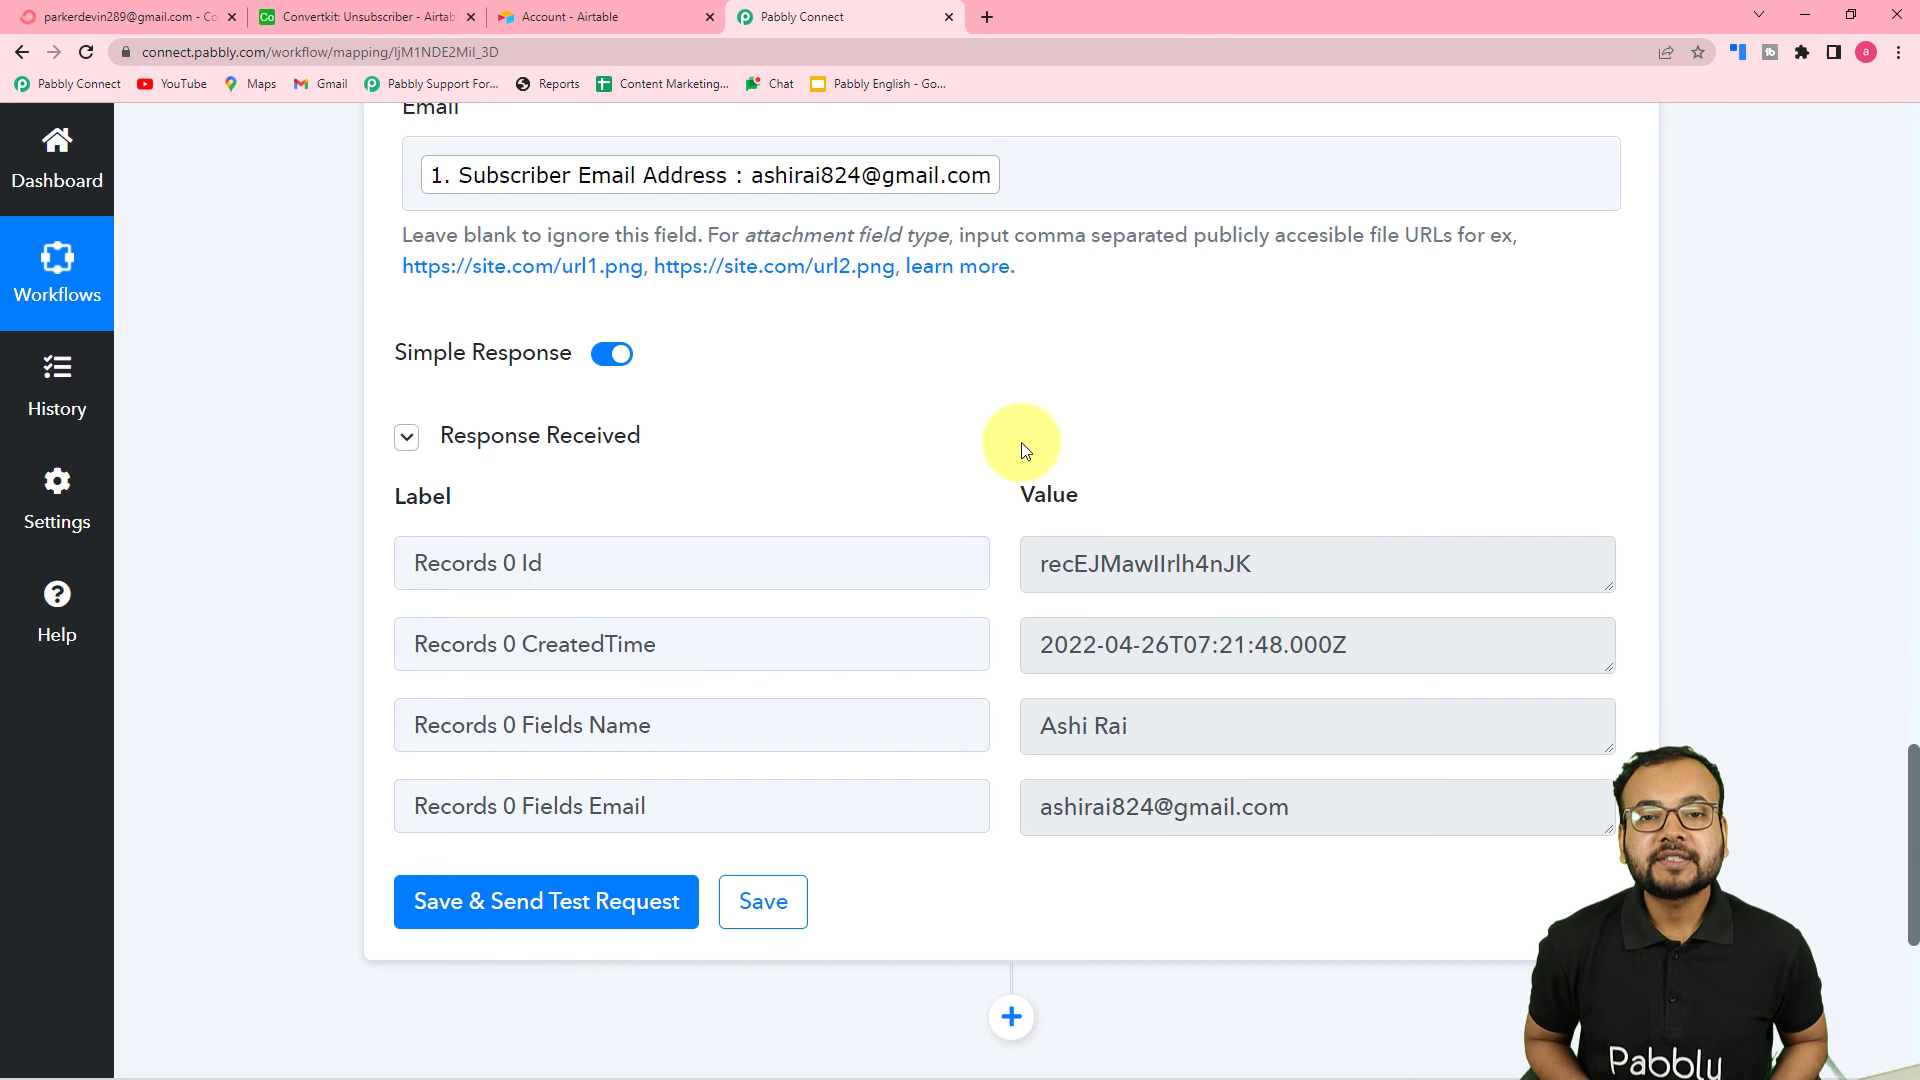 parkerdevin289@gmail.com - Co
Convertkit: Unsubscriber - Airtab
Account - Airtable
Pabbly Connect
connect.pabbly.com/workflow/mapping/IjM1NDE2MiI_3D
Pabbly Connect
YouTube
Maps
Gmail
Pabbly Support For...
Reports
Content Marketing...
Chat
Pabbly English - Go...
Dashboard
Workflows
History
Settings
Help
Email
1. Subscriber Email Address : ashirai824@gmail.com
Leave blank to ignore this field. For attachment field type, input comma separated publicly accesible file URLs for ex,
https://site.com/url1.png, https://site.com/url2.png, learn more.
Simple Response
Response Received
Label
Value
Records 0 Id
recEJMawIIrlh4nJK
Records 0 CreatedTime
2022-04-26T07:21:48.000Z
Records 0 Fields Name
Ashi Rai
Records 0 Fields Email
ashirai824@gmail.com
Save & Send Test Request
Save
Pabbly